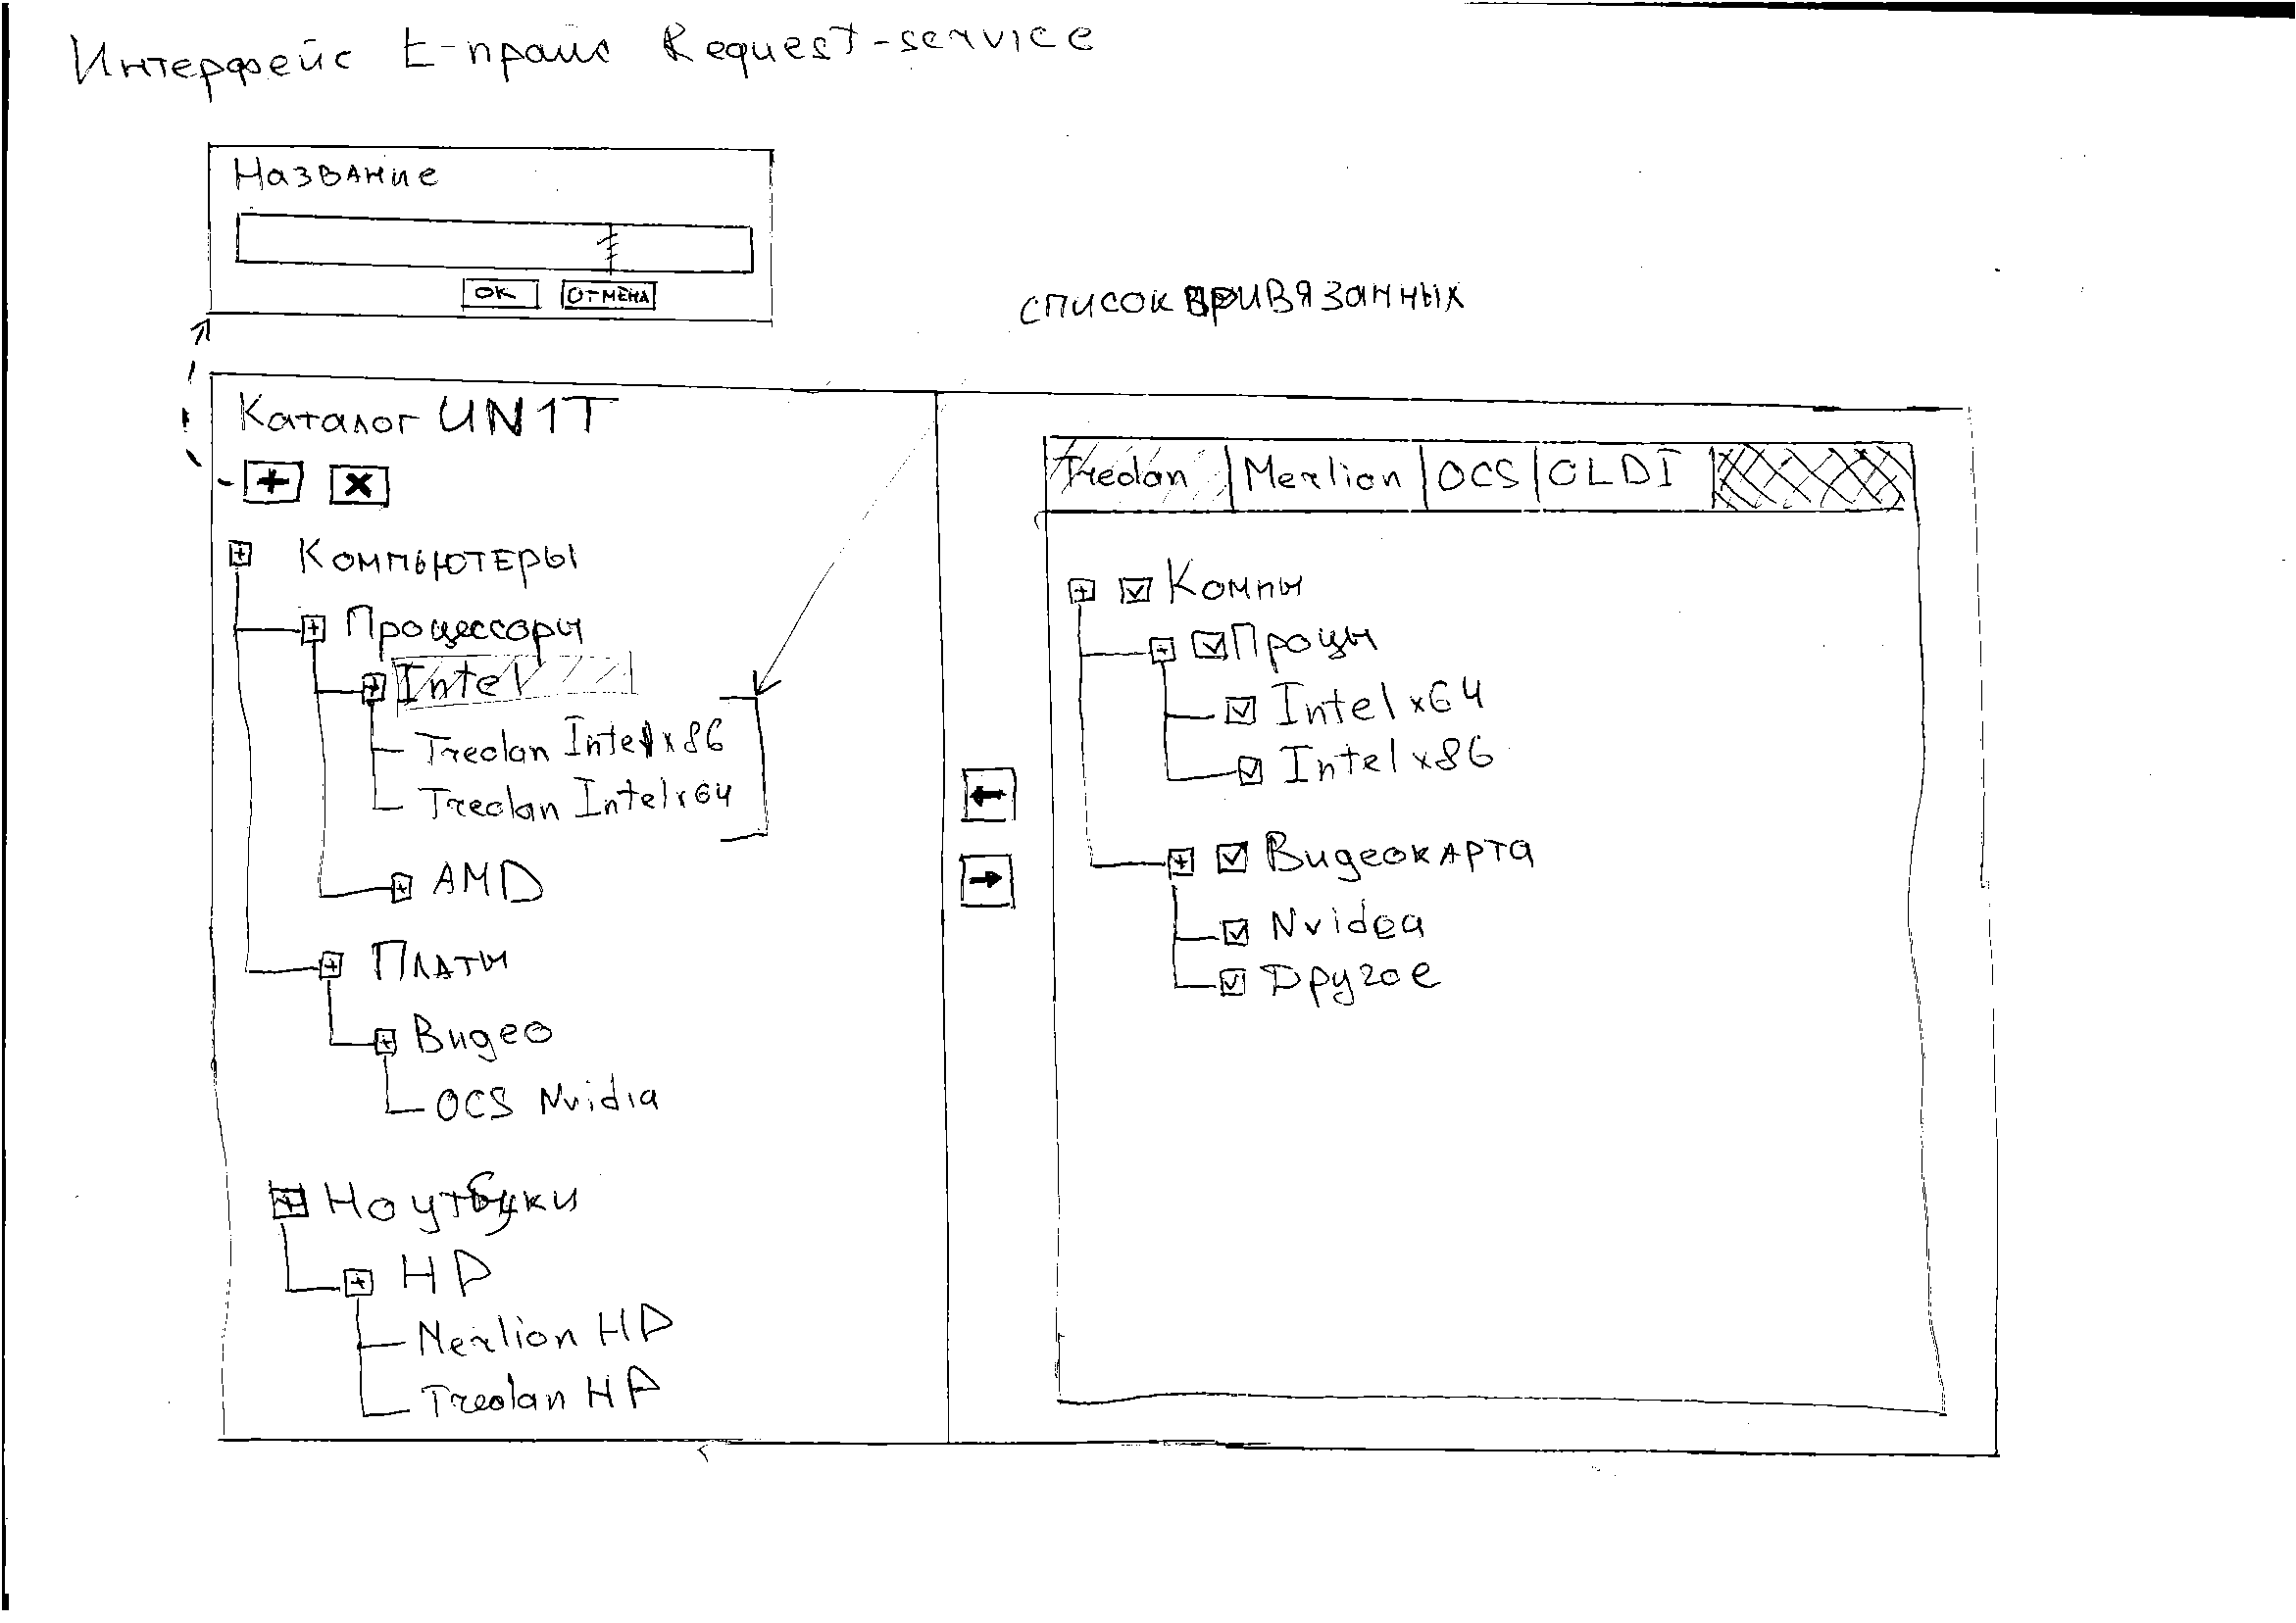 Интерфейс E-прайс Request-service
Название
OK ОТМЕНА
список привязанных
Каталог UN1T
Компьютеры
Процессоры
Intel
Treolan Intel x86
Treolan Intel x64
AMD
Платы
Видео
OCS Nvidia
Ноутбуки
HP
Merlion HP
Treolan HP
Treolan Merlion OCS OLDI
Компы
Процы
Intel x64
Intel x86
Видеокарта
Nvidea
Другое